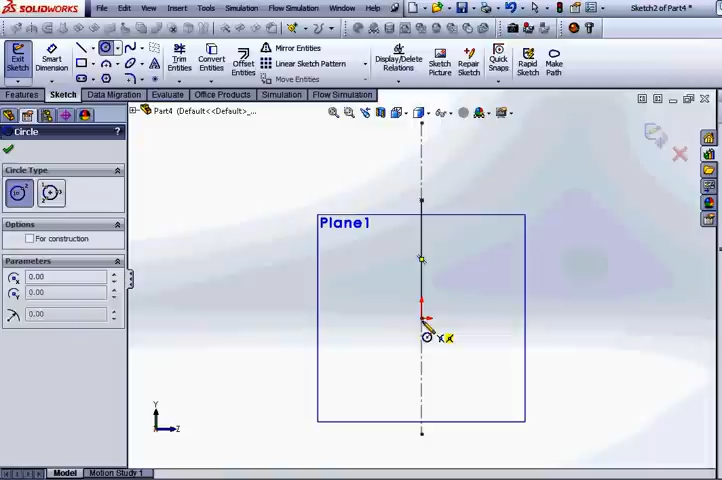 SOLIDWORKS
File Edit View Insert Tools Simulation Flow Simulation Window Help
Sketch2 of Part4 *
Exit Sketch
Smart Dimension
Trim Entities
Convert Entities
Offset Entities
Mirror Entities
Linear Sketch Pattern
Move Entities
Display/Delete Relations
Sketch Picture
Repair Sketch
Quick Snaps
Rapid Sketch
Make Path
Features Sketch Data Migration Evaluate Office Products Simulation Flow Simulation
Part4 (Default<<Default>_...
Circle ?
Circle Type
Options
For construction
Parameters
0.00
0.00
0.00
Plane1
Y
Z
Model Motion Study 1